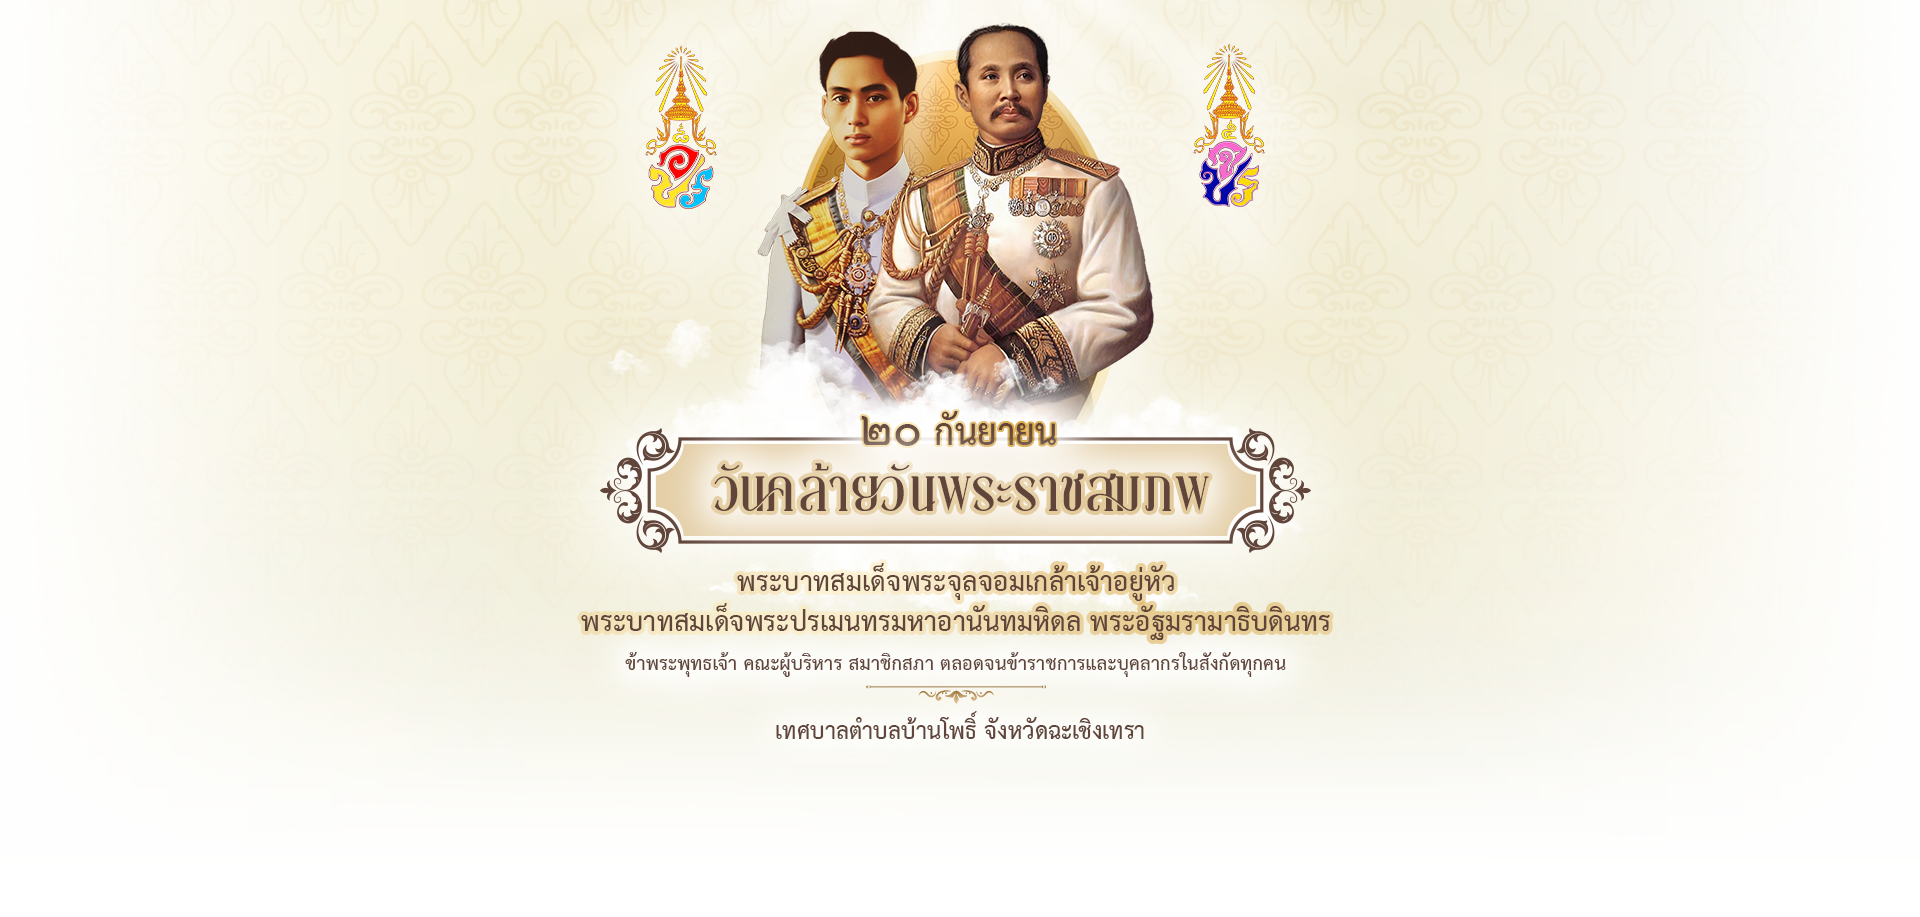 ๒๐ กันยายน
วันคล้ายวันพระราชสมภพ
พระบาทสมเด็จพระจุลจอมเกล้าเจ้าอยู่หัว
พระบาทสมเด็จพระปรเมนทรมหาอานันทมหิดล พระอัฐมรามาธิบดินทร
ข้าพระพุทธเจ้า คณะผู้บริหาร สมาชิกสภา ตลอดจนข้าราชการและบุคลากรในสังกัดทุกคน
เทศบาลตำบลบ้านโพธิ์ จังหวัดฉะเชิงเทรา